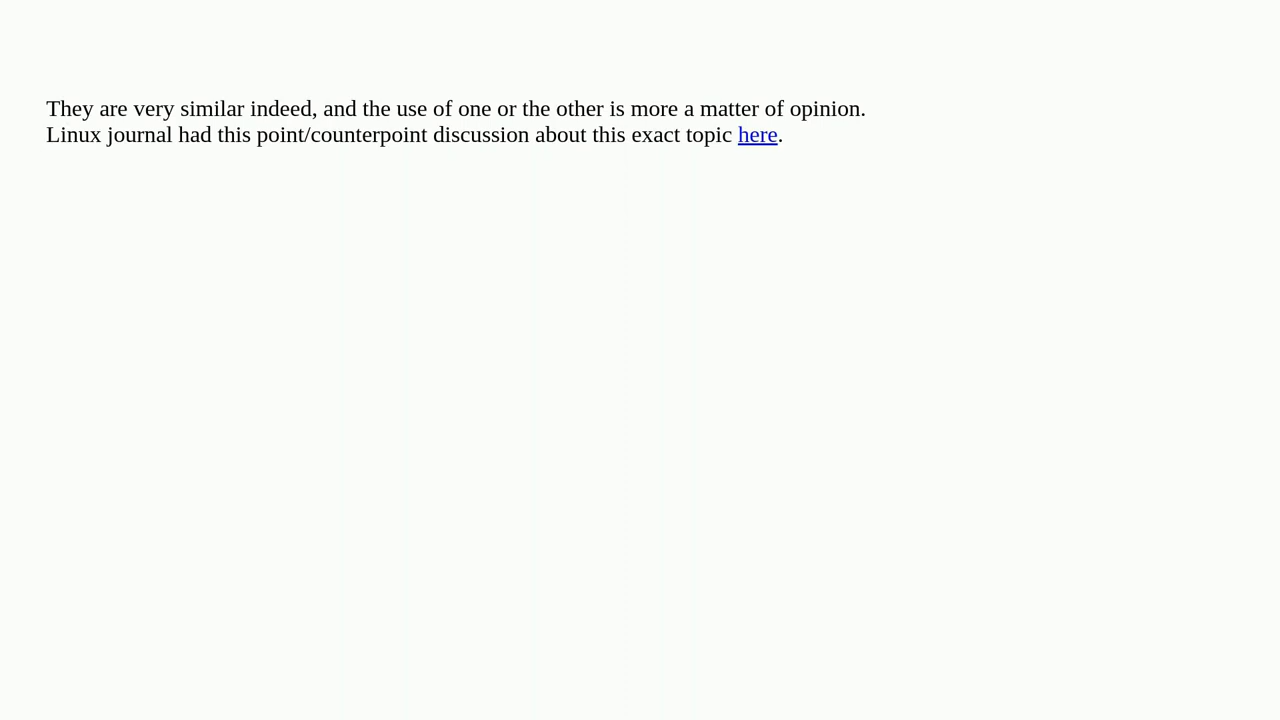 They are very similar indeed, and the use of one or the other is more a matter of opinion.
Linux journal had this point/counterpoint discussion about this exact topic here.